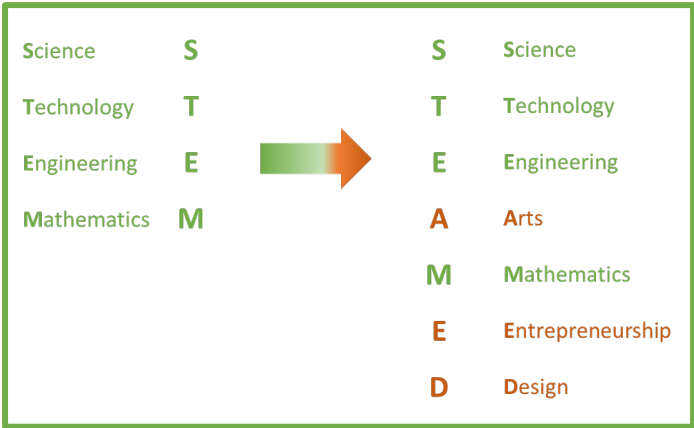 Science S
Technology T
Engineering E
Mathematics M
S Science
T Technology
E Engineering
A Arts
M Mathematics
E Entrepreneurship
D Design